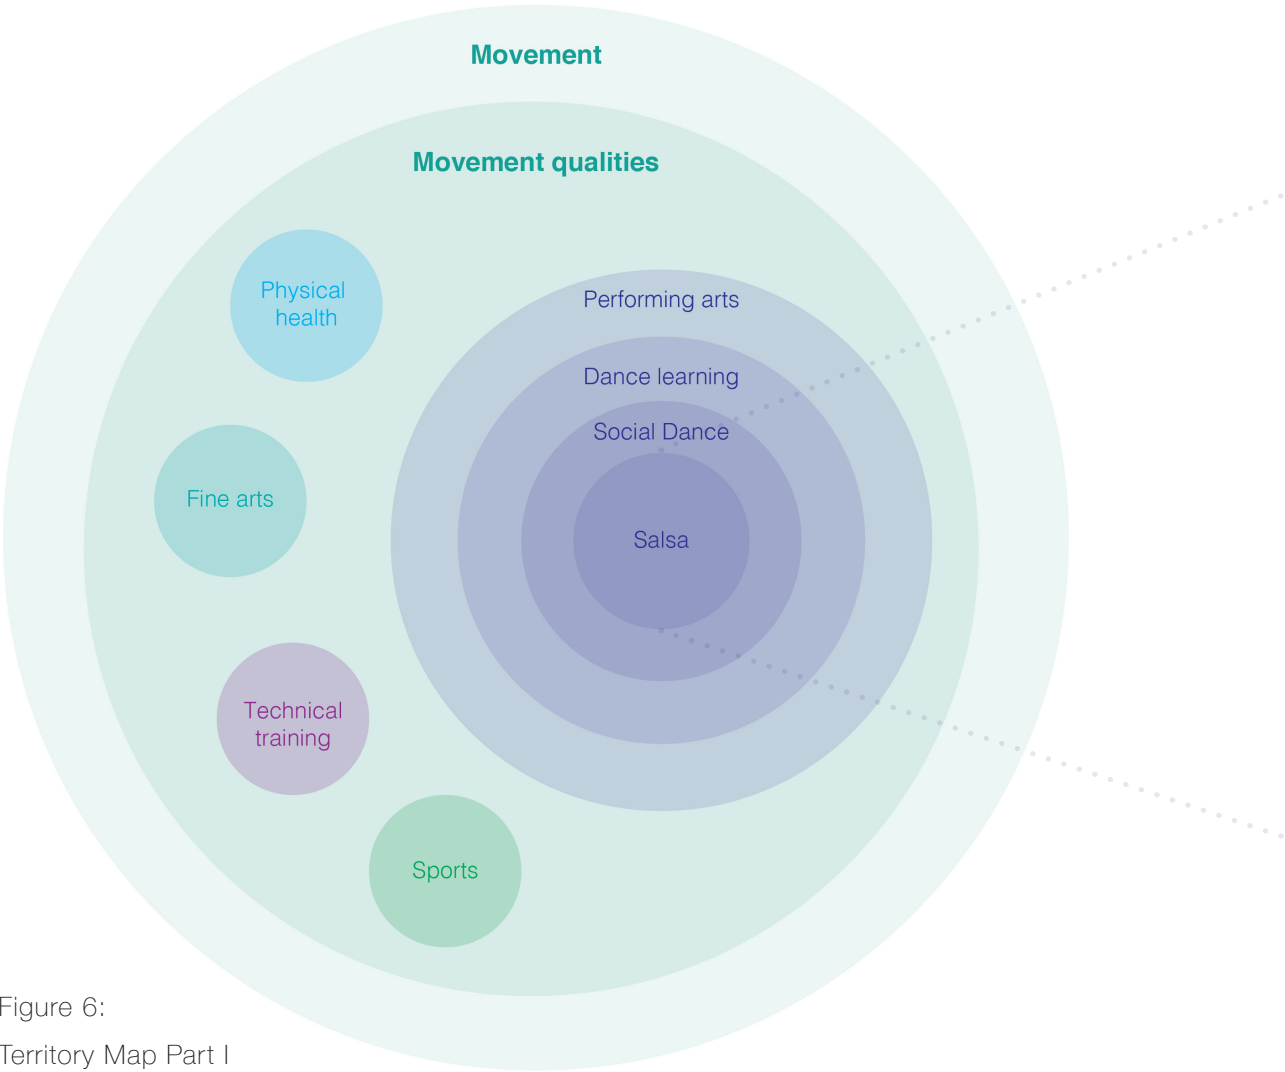 Movement
Movement qualities
Physical
health
Performing arts
Dance learning
Social Dance
Fine arts
Salsa
Technical
training
Sports
Figure 6:
Territory Map Part I